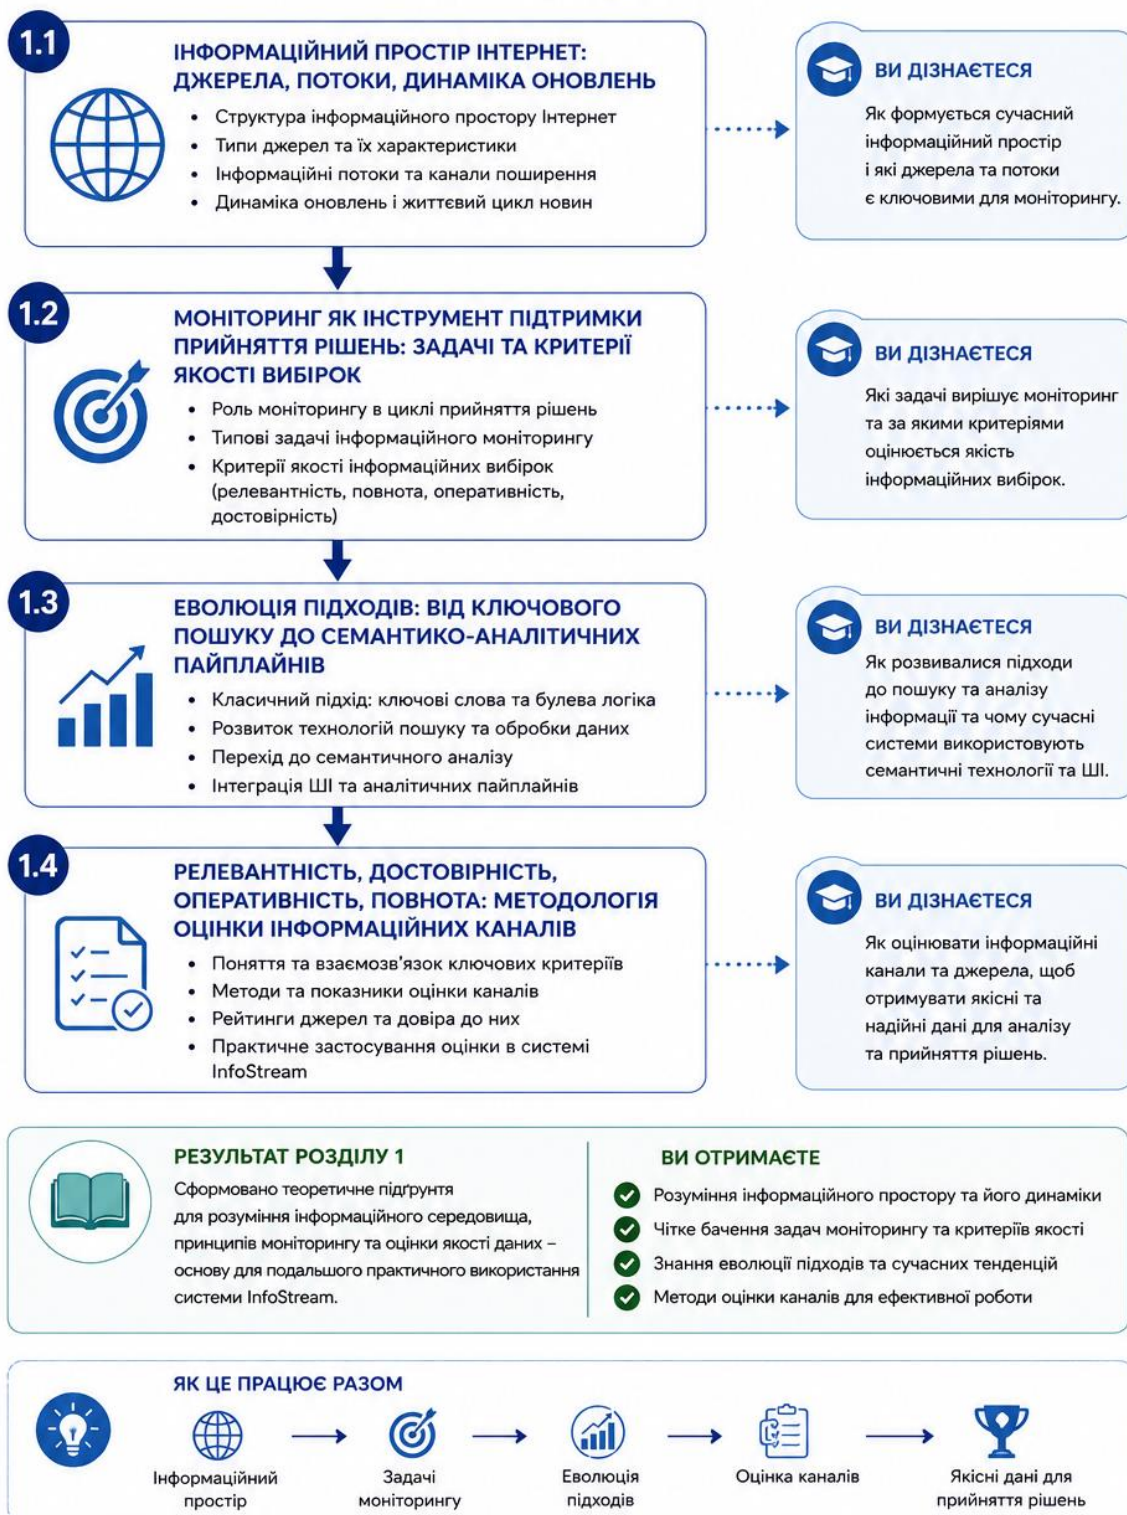 1.1
ІНФОРМАЦІЙНИЙ ПРОСТІР ІНТЕРНЕТ:
ДЖЕРЕЛА, ПОТОКИ, ДИНАМІКА ОНОВЛЕНЬ
• Структура інформаційного простору Інтернет
• Типи джерел та їх характеристики
• Інформаційні потоки та канали поширення
• Динаміка оновлень і життєвий цикл новин
ВИ ДІЗНАЄТЕСЯ
Як формується сучасний
інформаційний простір
і які джерела та потоки
є ключовими для моніторингу.
1.2
МОНІТОРИНГ ЯК ІНСТРУМЕНТ ПІДТРИМКИ
ПРИЙНЯТТЯ РІШЕНЬ: ЗАДАЧІ ТА КРИТЕРІЇ
ЯКОСТІ ВИБІРОК
• Роль моніторингу в циклі прийняття рішень
• Типові задачі інформаційного моніторингу
• Критерії якості інформаційних вибірок
(релевантність, повнота, оперативність,
достовірність)
ВИ ДІЗНАЄТЕСЯ
Які задачі вирішує моніторинг
та за якими критеріями
оцінюється якість
інформаційних вибірок.
1.3
ЕВОЛЮЦІЯ ПІДХОДІВ: ВІД КЛЮЧОВОГО
ПОШУКУ ДО СЕМАНТИКО-АНАЛІТИЧНИХ
ПАЙПЛАЙНІВ
• Класичний підхід: ключові слова та булева логіка
• Розвиток технологій пошуку та обробки даних
• Перехід до семантичного аналізу
• Інтеграція ШІ та аналітичних пайплайнів
ВИ ДІЗНАЄТЕСЯ
Як розвивалися підходи
до пошуку та аналізу
інформації та чому сучасні
системи використовують
семантичні технології та ШІ.
1.4
РЕЛЕВАНТНІСТЬ, ДОСТОВІРНІСТЬ,
ОПЕРАТИВНІСТЬ, ПОВНОТА: МЕТОДОЛОГІЯ
ОЦІНКИ ІНФОРМАЦІЙНИХ КАНАЛІВ
• Поняття та взаємозв'язок ключових критеріїв
• Методи та показники оцінки каналів
• Рейтинги джерел та довіра до них
• Практичне застосування оцінки в системі
InfoStream
ВИ ДІЗНАЄТЕСЯ
Як оцінювати інформаційні
канали та джерела, щоб
отримувати якісні та
надійні дані для аналізу
та прийняття рішень.
РЕЗУЛЬТАТ РОЗДІЛУ 1
Сформовано теоретичне підґрунтя
для розуміння інформаційного середовища,
принципів моніторингу та оцінки якості даних –
основу для подальшого практичного використання
системи InfoStream.
ВИ ОТРИМАЄТЕ
Розуміння інформаційного простору та його динаміки
Чітке бачення задач моніторингу та критеріїв якості
Знання еволюції підходів та сучасних тенденцій
Методи оцінки каналів для ефективної роботи
ЯК ЦЕ ПРАЦЮЄ РАЗОМ
Інформаційний
простір
Задачі
моніторингу
Еволюція
підходів
Оцінка каналів
Якісні дані для
прийняття рішень